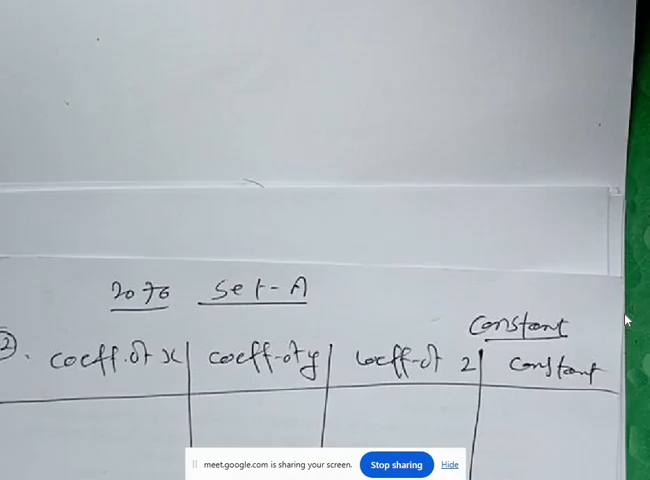 2076 Set-A
constant
2. coeff. of x coeff-of y coeff-of z constant
meet.google.com is sharing your screen. Stop sharing Hide